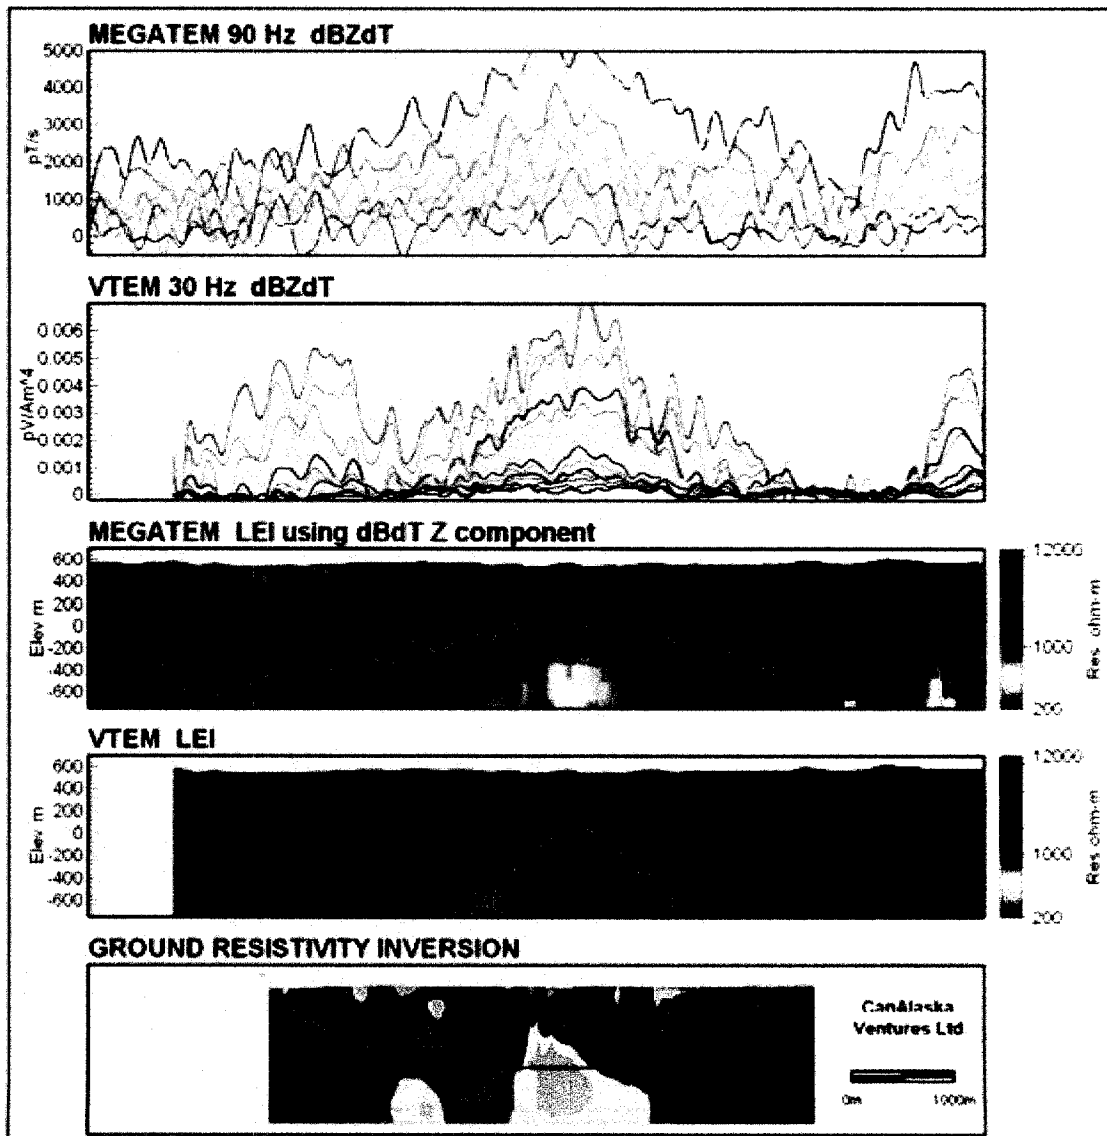 MEGATEM 90 Hz dBZdT
5000
4000
3000
2000
1000
0
pT/s
VTEM 30 Hz dBZdT
0.006
0.005
0.004
0.003
0.002
0.001
0
pV/Am^4
MEGATEM LEI using dBdT Z component
600
400
200
0
-200
-400
-600
Elev m
12000
1000
200
Res ohm-m
VTEM LEI
600
400
200
0
-200
-400
-600
Elev m
12000
1000
200
Res ohm-m
GROUND RESISTIVITY INVERSION
CanAlaska
Ventures Ltd
0m 1000m